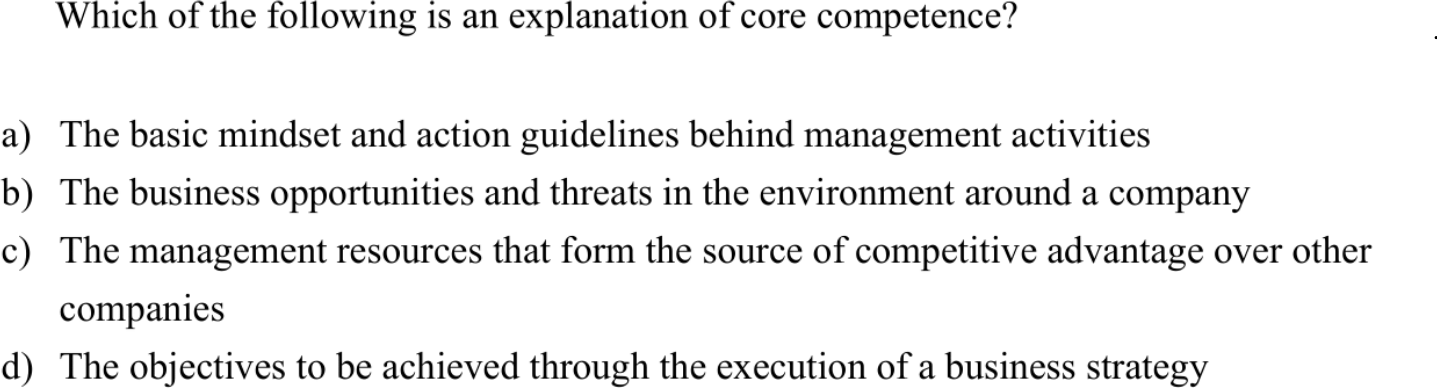 Which of the following is an explanation of core competence?
a) The basic mindset and action guidelines behind management activities
b) The business opportunities and threats in the environment around a company
c) The management resources that form the source of competitive advantage over other
companies
d) The objectives to be achieved through the execution of a business strategy